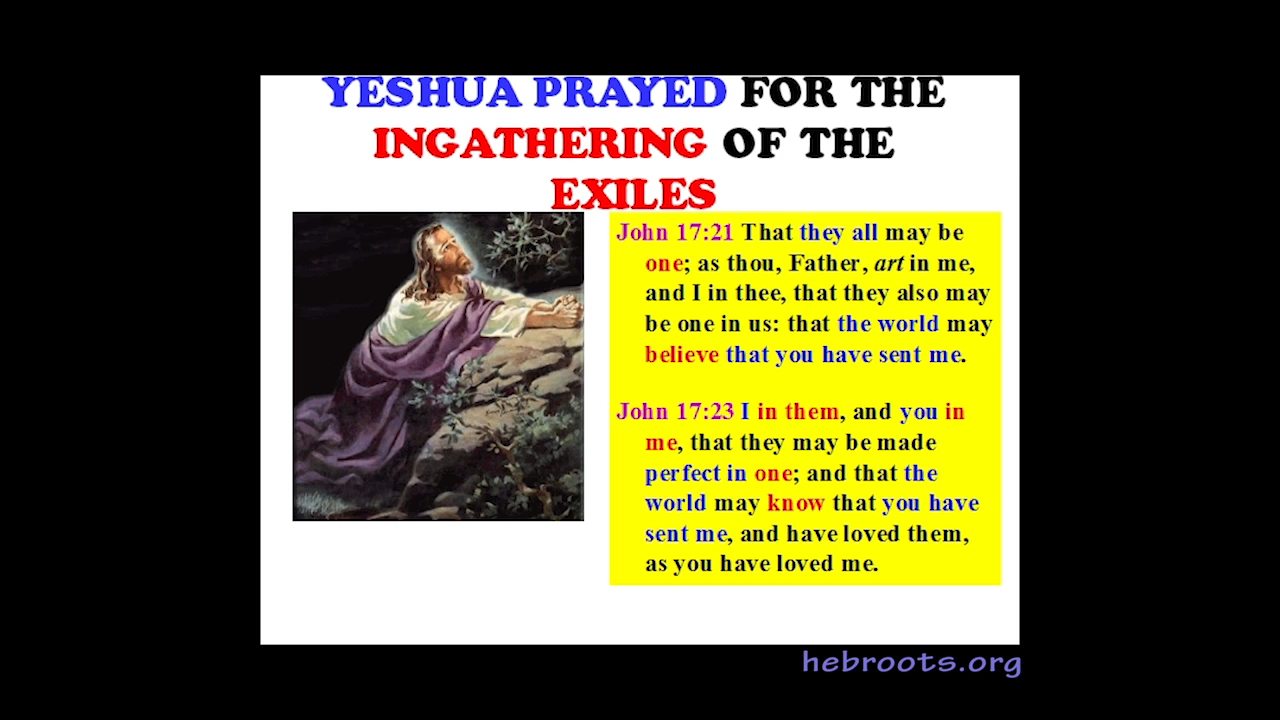 YESHUA PRAYED FOR THE
INGATHERING OF THE
EXILES
John 17:21 That they all may be
one; as thou, Father, art in me,
and I in thee, that they also may
be one in us: that the world may
believe that you have sent me.
John 17:23 I in them, and you in
me, that they may be made
perfect in one; and that the
world may know that you have
sent me, and have loved them,
as you have loved me.
hebroots.org